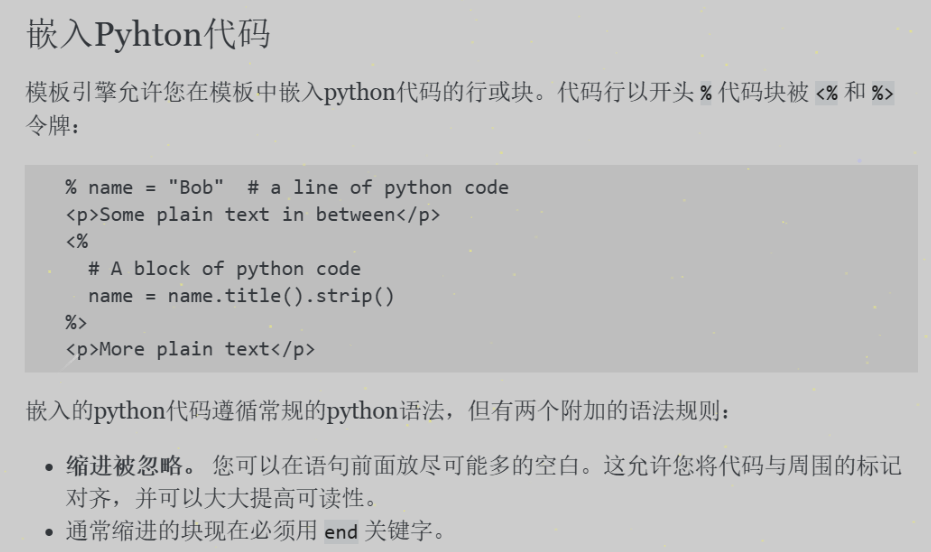 嵌入Pyhton代码
模板引擎允许您在模板中嵌入python代码的行或块。代码行以开头 % 代码块被 <% 和 %>
令牌：
% name = "Bob"  # a line of python code
<p>Some plain text in between</p>
<%
  # A block of python code
  name = name.title().strip()
%>
<p>More plain text</p>
嵌入的python代码遵循常规的python语法，但有两个附加的语法规则：
• 缩进被忽略。 您可以在语句前面放尽可能多的空白。这允许您将代码与周围的标记
对齐，并可以大大提高可读性。
• 通常缩进的块现在必须用 end 关键字。